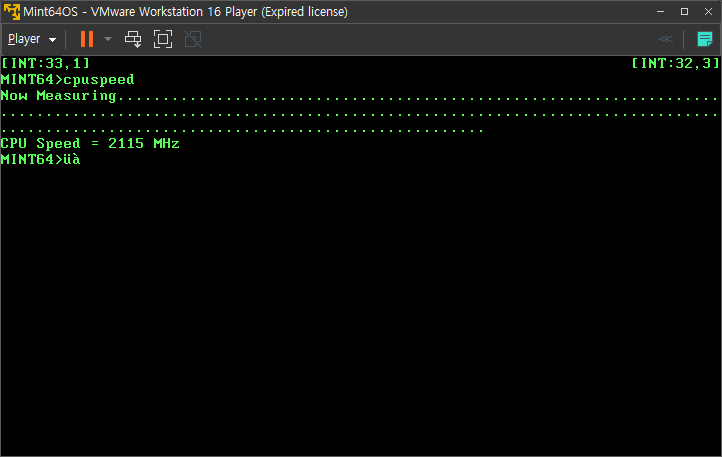 Mint64OS - VMware Workstation 16 Player (Expired license)
Player
[INT:33,1] [INT:32,3]
MINT64>cpuspeed
Now Measuring...................................................................
................................................................................
......................................................
CPU Speed = 2115 MHz
MINT64>üà